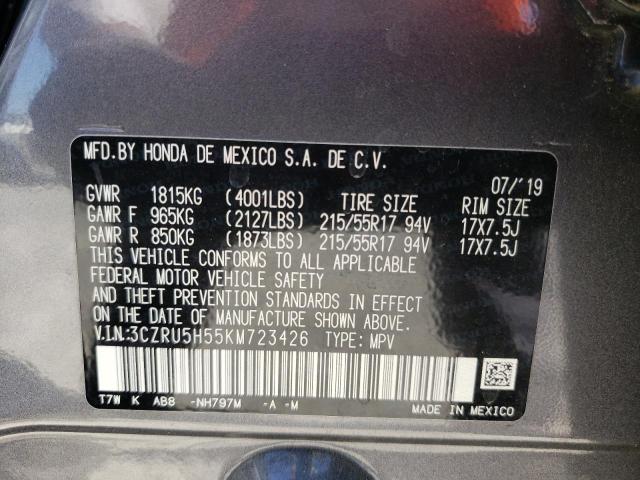 MFD.BY HONDA DE MEXICO S.A. DE C.V.
07/'19
GVWR 1815KG (4001LBS) TIRE SIZE RIM SIZE
GAWR F 965KG (2127LBS) 215/55R17 94V 17X7.5J
GAWR R 850KG (1873LBS) 215/55R17 94V 17X7.5J
THIS VEHICLE CONFORMS TO ALL APPLICABLE
FEDERAL MOTOR VEHICLE SAFETY
AND THEFT PREVENTION STANDARDS IN EFFECT
ON THE DATE OF MANUFACTURE SHOWN ABOVE.
V.I.N.:3CZRU5H55KM723426 TYPE: MPV
T7W K AB8 -NH797M -A -M
MADE IN MEXICO